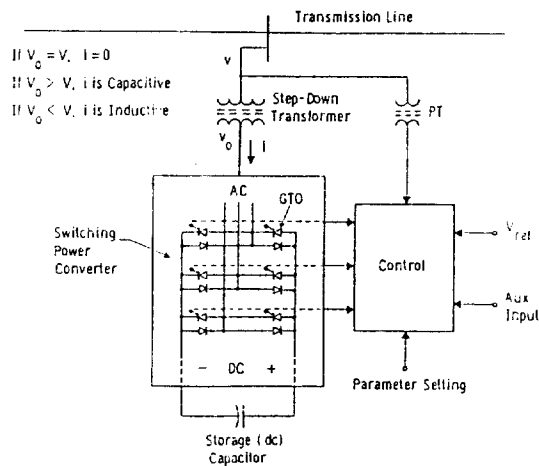 Transmission Line
If V₀ = V, i = 0
If V₀ > V, i is Capacitive
If V₀ < V, i is Inductive
V
Step-Down
Transformer
PT
V₀
i
AC
GTO
Switching
Power
Converter
Control
V ref
Aux
Input
− DC +
Parameter Setting
Storage (dc)
Capacitor